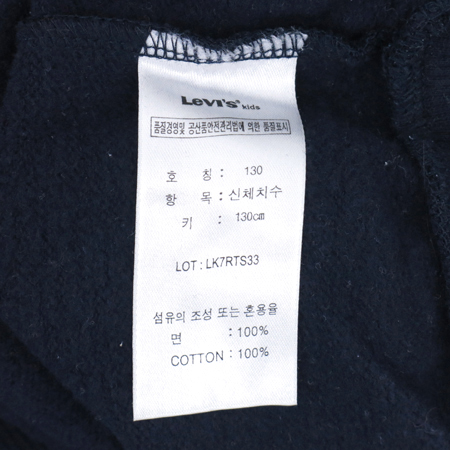 Levi's kids
품질경영및 공산품안전관리법에 의한 품질표시
호 칭 : 130
항 목 : 신체치수
키 : 130cm
LOT : LK7RTS33
섬유의 조성 또는 혼용율
면 : 100%
COTTON : 100%